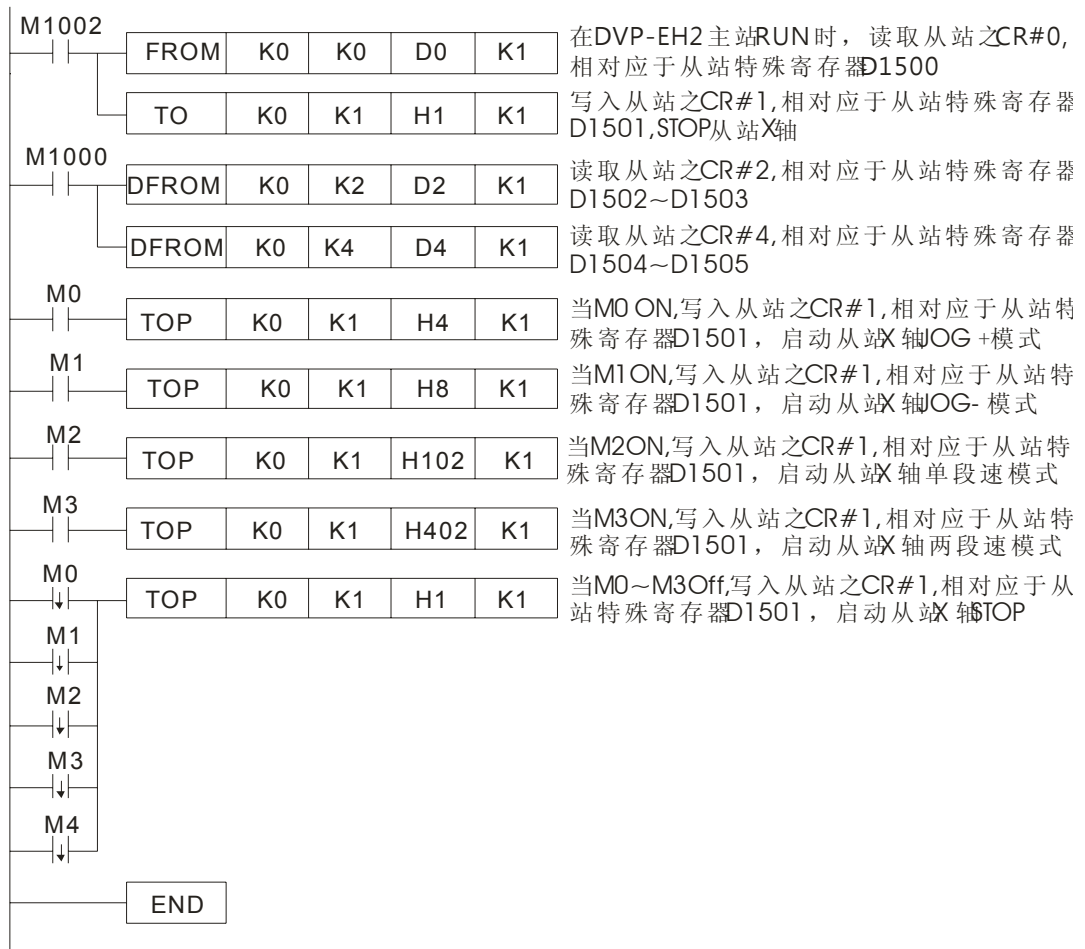 M1002
FROM K0 K0 D0 K1
在DVP-EH2主站RUN时，读取从站之CR#0,
相对应于从站特殊寄存器D1500
TO K0 K1 H1 K1
写入从站之CR#1,相对应于从站特殊寄存器
D1501,STOP从站X轴
M1000
DFROM K0 K2 D2 K1
读取从站之CR#2,相对应于从站特殊寄存器
D1502～D1503
DFROM K0 K4 D4 K1
读取从站之CR#4,相对应于从站特殊寄存器
D1504～D1505
M0
TOP K0 K1 H4 K1
当M0 ON,写入从站之CR#1,相对应于从站特
殊寄存器D1501，启动从站X轴JOG+模式
M1
TOP K0 K1 H8 K1
当M1ON,写入从站之CR#1,相对应于从站特
殊寄存器D1501，启动从站X轴JOG-模式
M2
TOP K0 K1 H102 K1
当M2ON,写入从站之CR#1,相对应于从站特
殊寄存器D1501，启动从站X轴单段速模式
M3
TOP K0 K1 H402 K1
当M3ON,写入从站之CR#1,相对应于从站特
殊寄存器D1501，启动从站X轴两段速模式
M0
TOP K0 K1 H1 K1
当M0～M3Off,写入从站之CR#1,相对应于从
站特殊寄存器D1501，启动从站X轴STOP
M1
M2
M3
M4
END